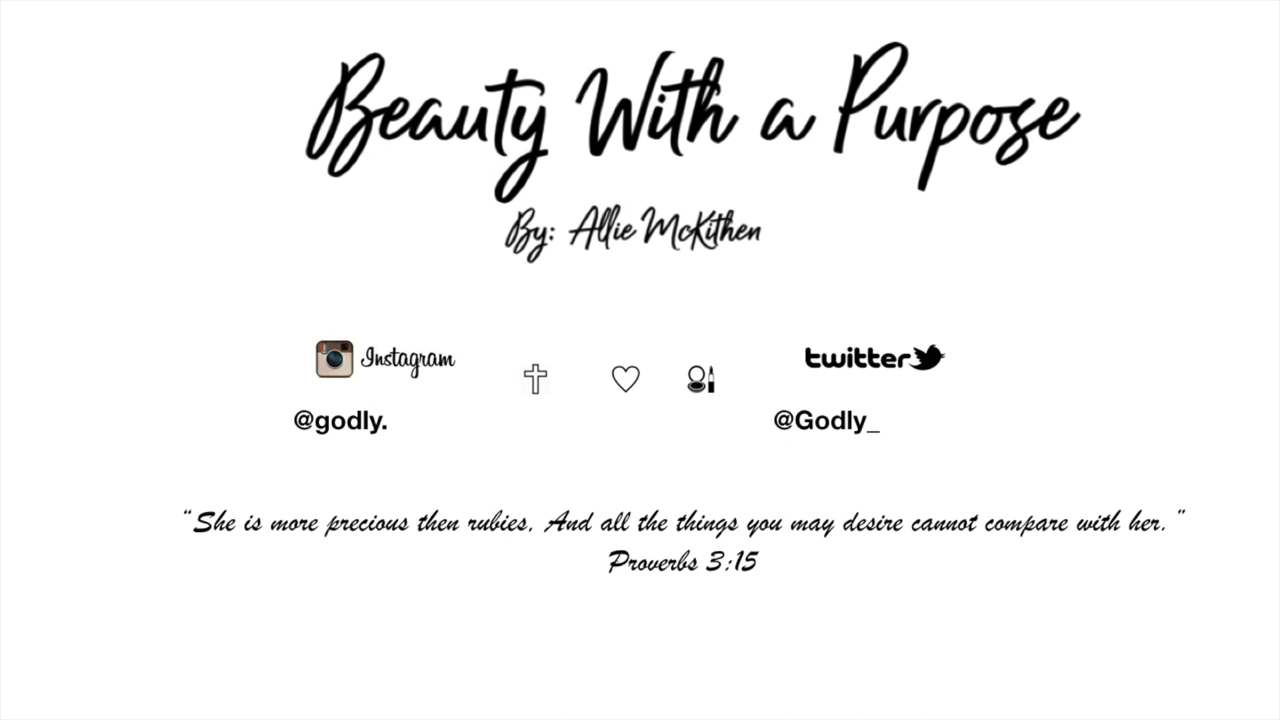 Beauty With a Purpose
By: Allie McKithen
Instagram
twitter
@godly.
@Godly_
“She is more precious then rubies, And all the things you may desire cannot compare with her.”
Proverbs 3:15